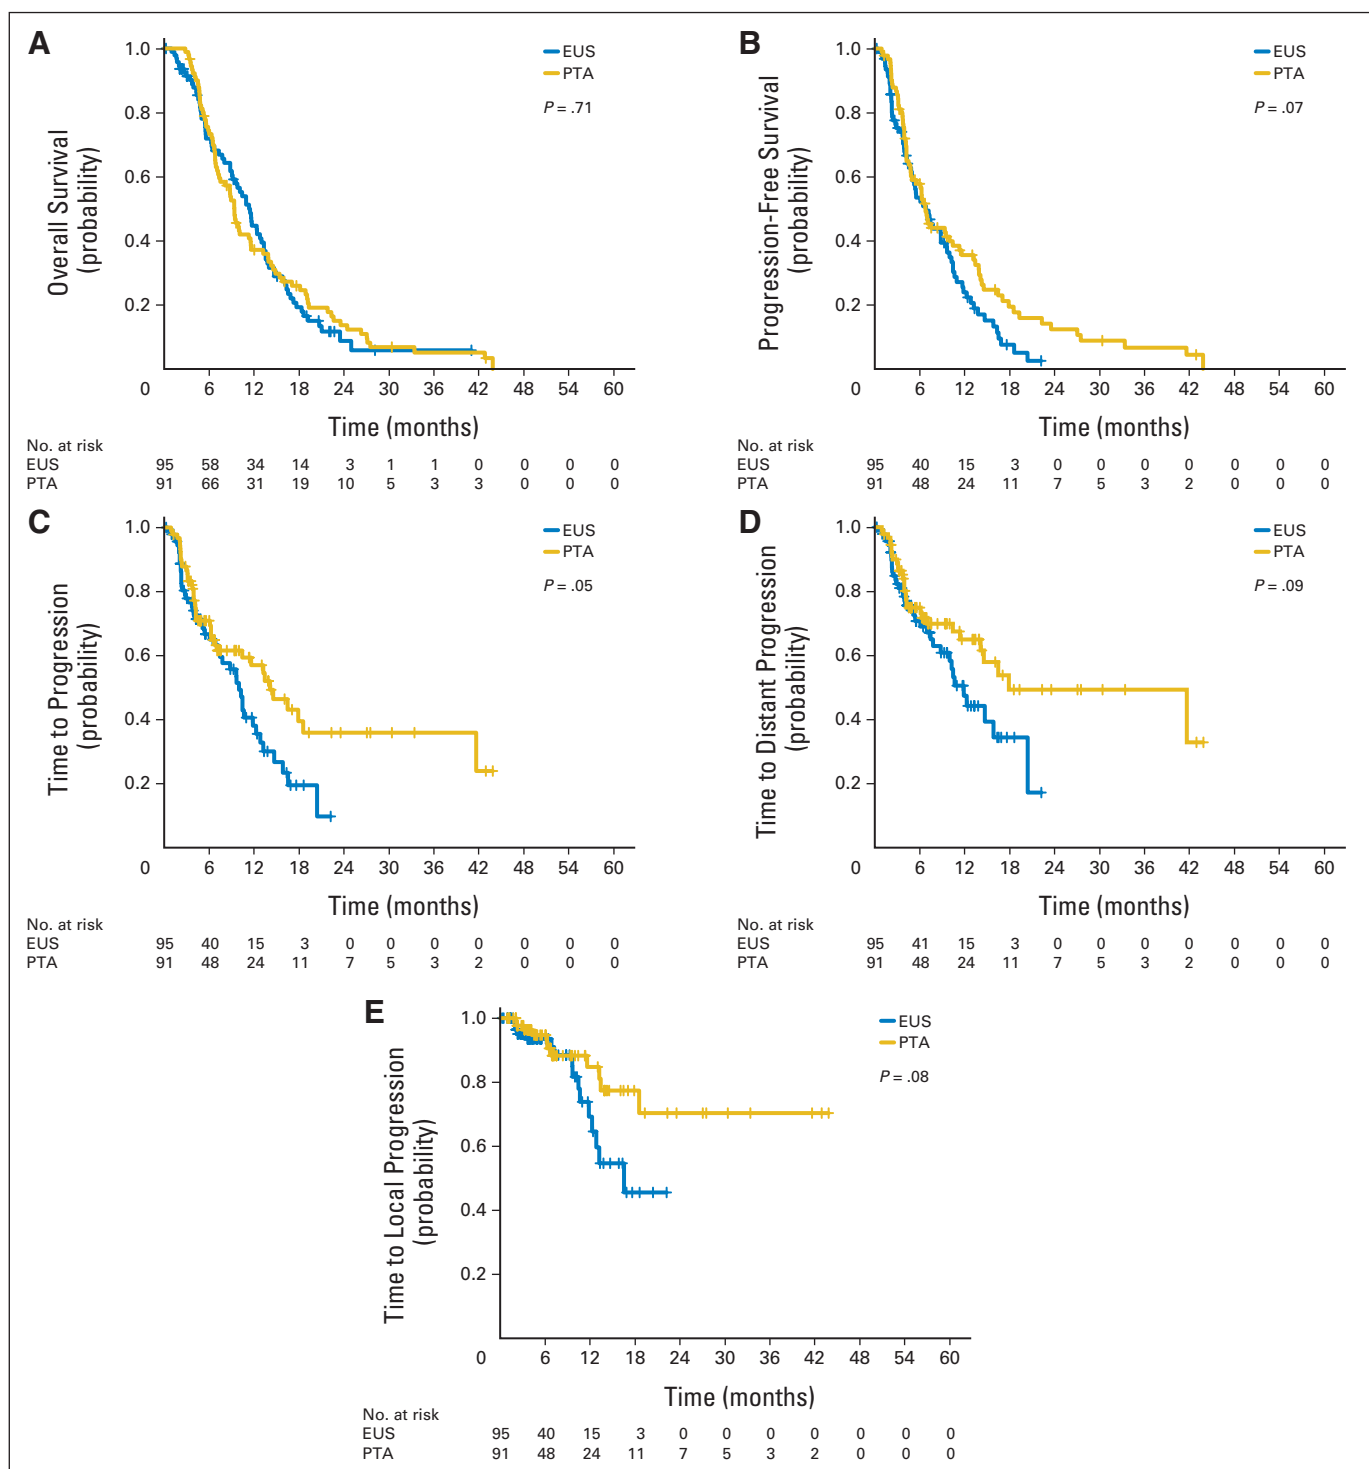 A
Overall Survival
(probability)
1.0
0.8
0.6
0.4
0.2
EUS
PTA
P = .71
0 6 12 18 24 30 36 42 48 54 60
Time (months)
No. at risk
EUS 95 58 34 14 3 1 1 0 0 0 0
PTA 91 66 31 19 10 5 3 3 0 0 0
B
Progression-Free Survival
(probability)
1.0
0.8
0.6
0.4
0.2
EUS
PTA
P = .07
0 6 12 18 24 30 36 42 48 54 60
Time (months)
No. at risk
EUS 95 40 15 3 0 0 0 0 0 0 0
PTA 91 48 24 11 7 5 3 2 0 0 0
C
Time to Progression
(probability)
1.0
0.8
0.6
0.4
0.2
EUS
PTA
P = .05
0 6 12 18 24 30 36 42 48 54 60
Time (months)
No. at risk
EUS 95 40 15 3 0 0 0 0 0 0 0
PTA 91 48 24 11 7 5 3 2 0 0 0
D
Time to Distant Progression
(probability)
1.0
0.8
0.6
0.4
0.2
EUS
PTA
P = .09
0 6 12 18 24 30 36 42 48 54 60
Time (months)
No. at risk
EUS 95 41 15 3 0 0 0 0 0 0 0
PTA 91 48 24 11 7 5 3 2 0 0 0
E
Time to Local Progression
(probability)
1.0
0.8
0.6
0.4
0.2
EUS
PTA
P = .08
0 6 12 18 24 30 36 42 48 54 60
Time (months)
No. at risk
EUS 95 40 15 3 0 0 0 0 0 0 0
PTA 91 48 24 11 7 5 3 2 0 0 0